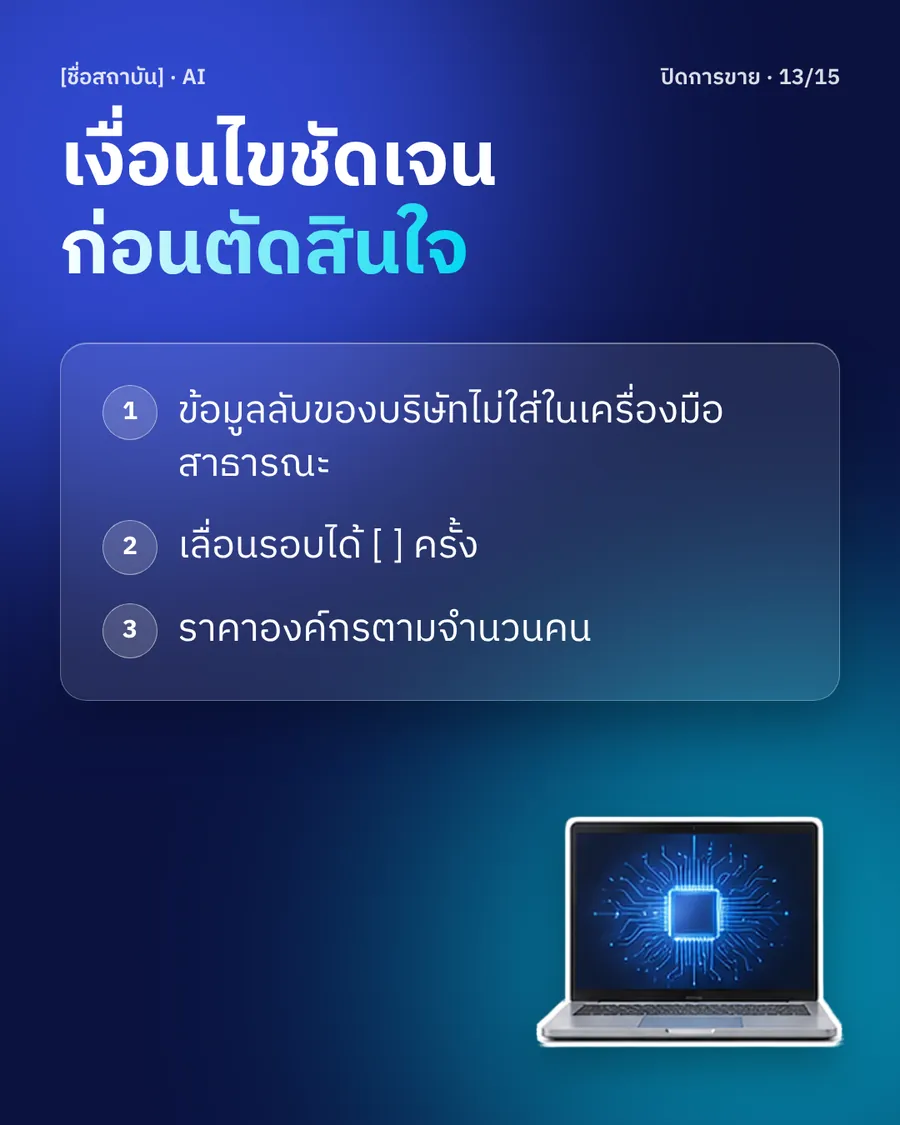 [ชื่อสถาบัน] · AI
ปิดการขาย · 13/15
เงื่อนไขชัดเจน
ก่อนตัดสินใจ
1 ข้อมูลลับของบริษัทไม่ใส่ในเครื่องมือ
สาธารณะ
2 เลื่อนรอบได้ [ ] ครั้ง
3 ราคาองค์กรตามจำนวนคน